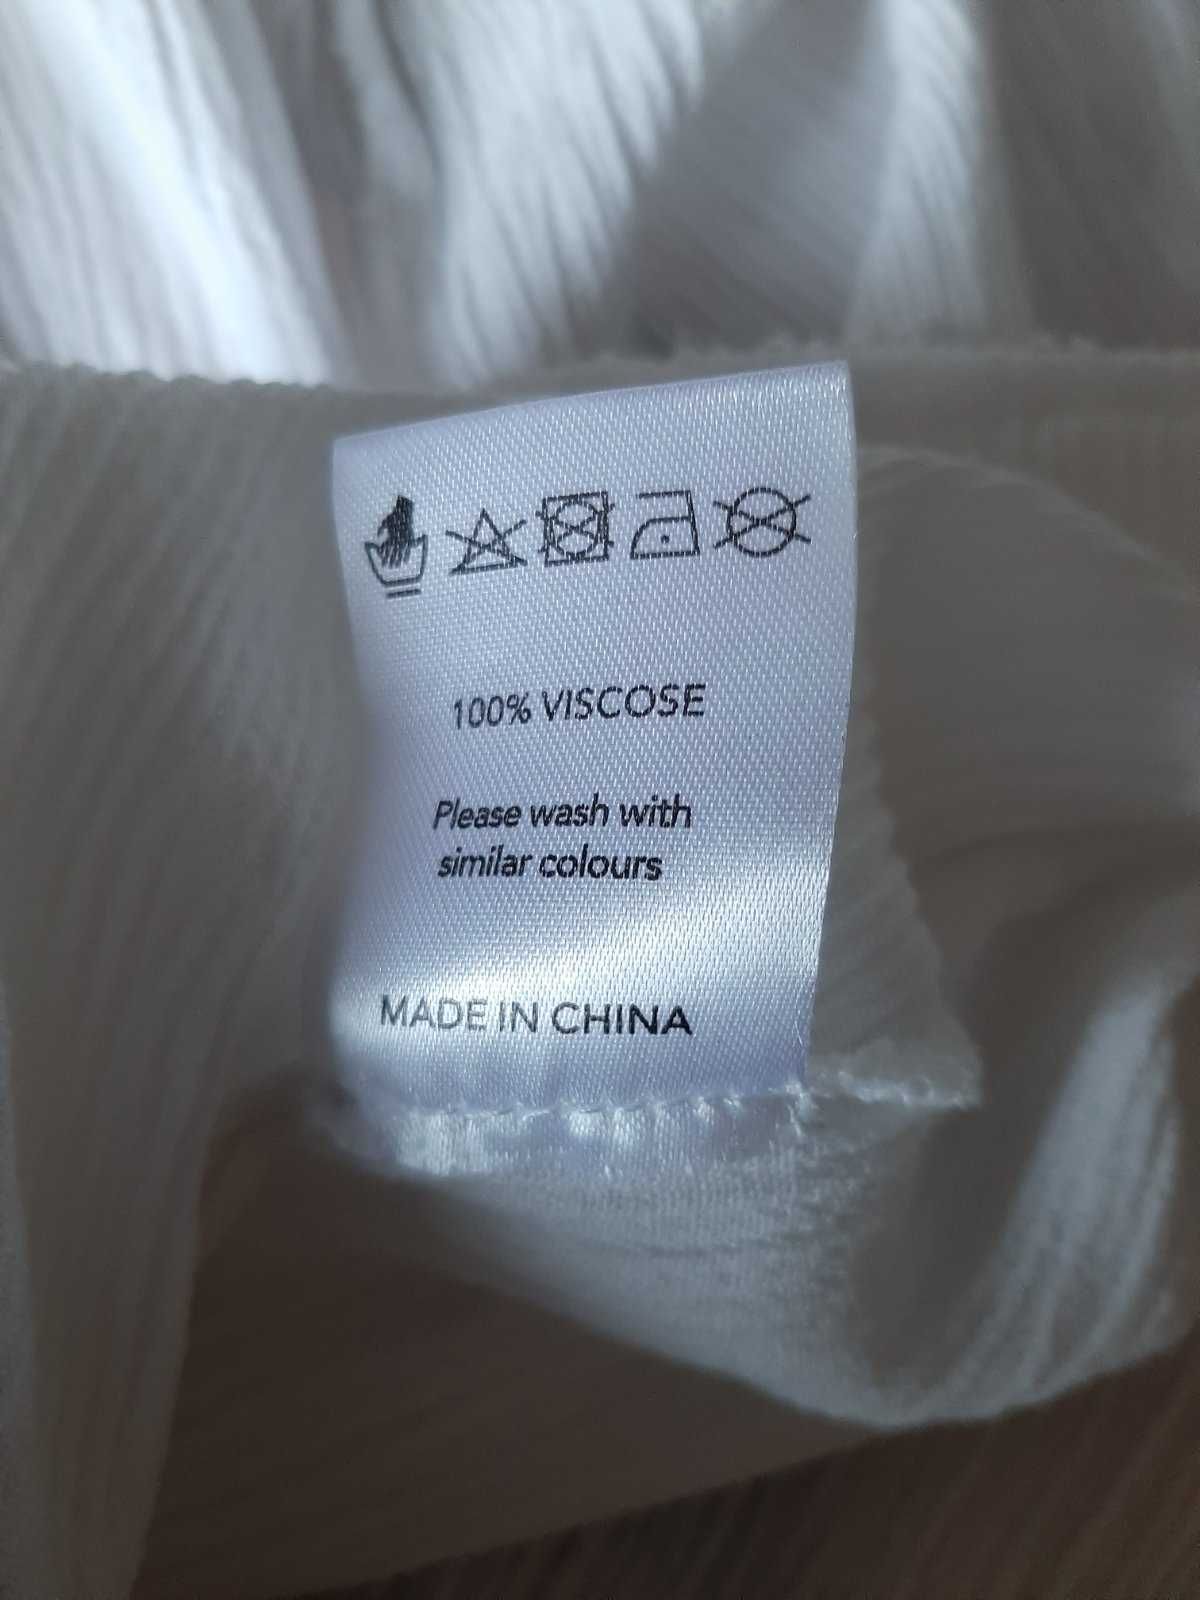 100% VISCOSE
Please wash with
similar colours
MADE IN CHINA